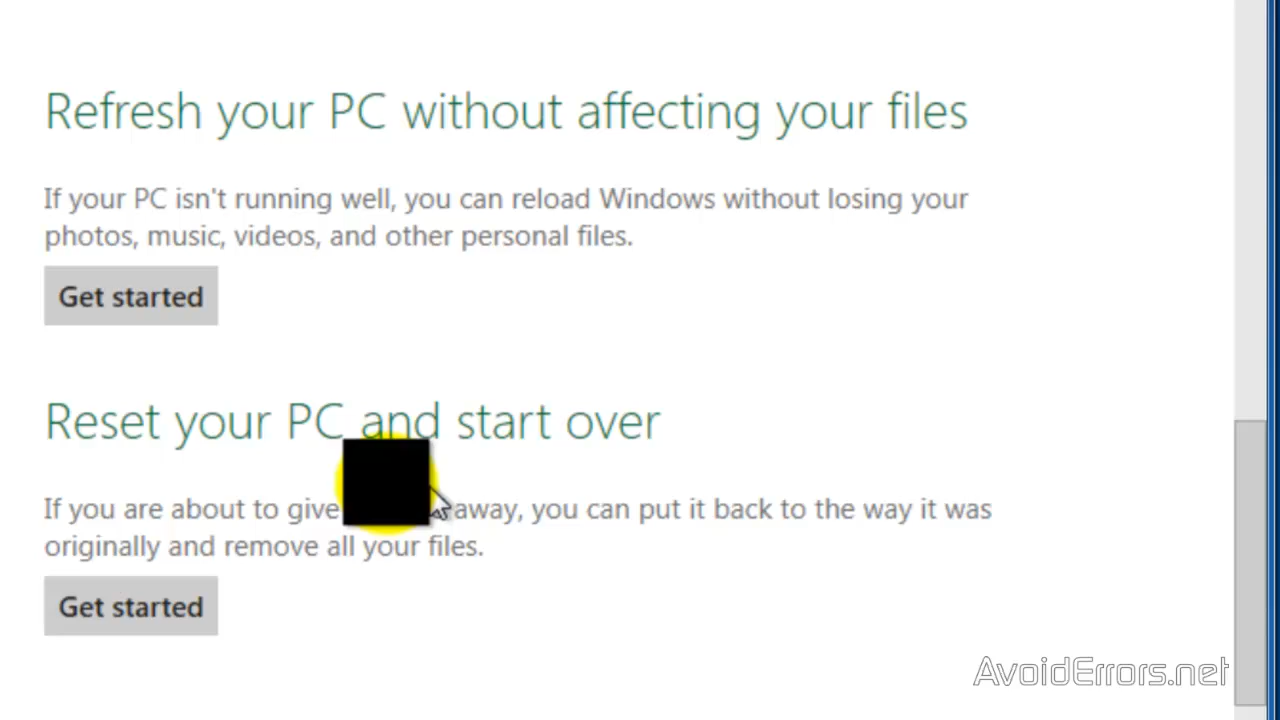 Refresh your PC without affecting your files
If your PC isn't running well, you can reload Windows without losing your
photos, music, videos, and other personal files.
Get started
Reset your PC and start over
If you are about to give away, you can put it back to the way it was
originally and remove all your files.
Get started
AvoidErrors.net